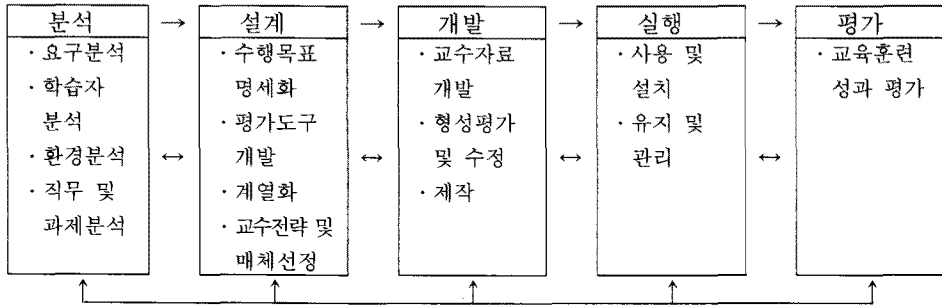 분석 → 설계 → 개발 → 실행 → 평가
· 요구분석
· 학습자
분석
· 환경분석
· 직무 및
과제분석
↔
· 수행목표
명세화
· 평가도구
개발
· 계열화
· 교수전략 및
매체선정
↔
· 교수자료
개발
· 형성평가
및 수정
· 제작
↔
· 사용 및
설치
· 유지 및
관리
↔
· 교육훈련
성과 평가